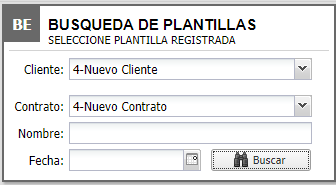 BE BUSQUEDA DE PLANTILLAS
SELECCIONE PLANTILLA REGISTRADA
Cliente: 4-Nuevo Cliente
Contrato: 4-Nuevo Contrato
Nombre:
Fecha: Buscar